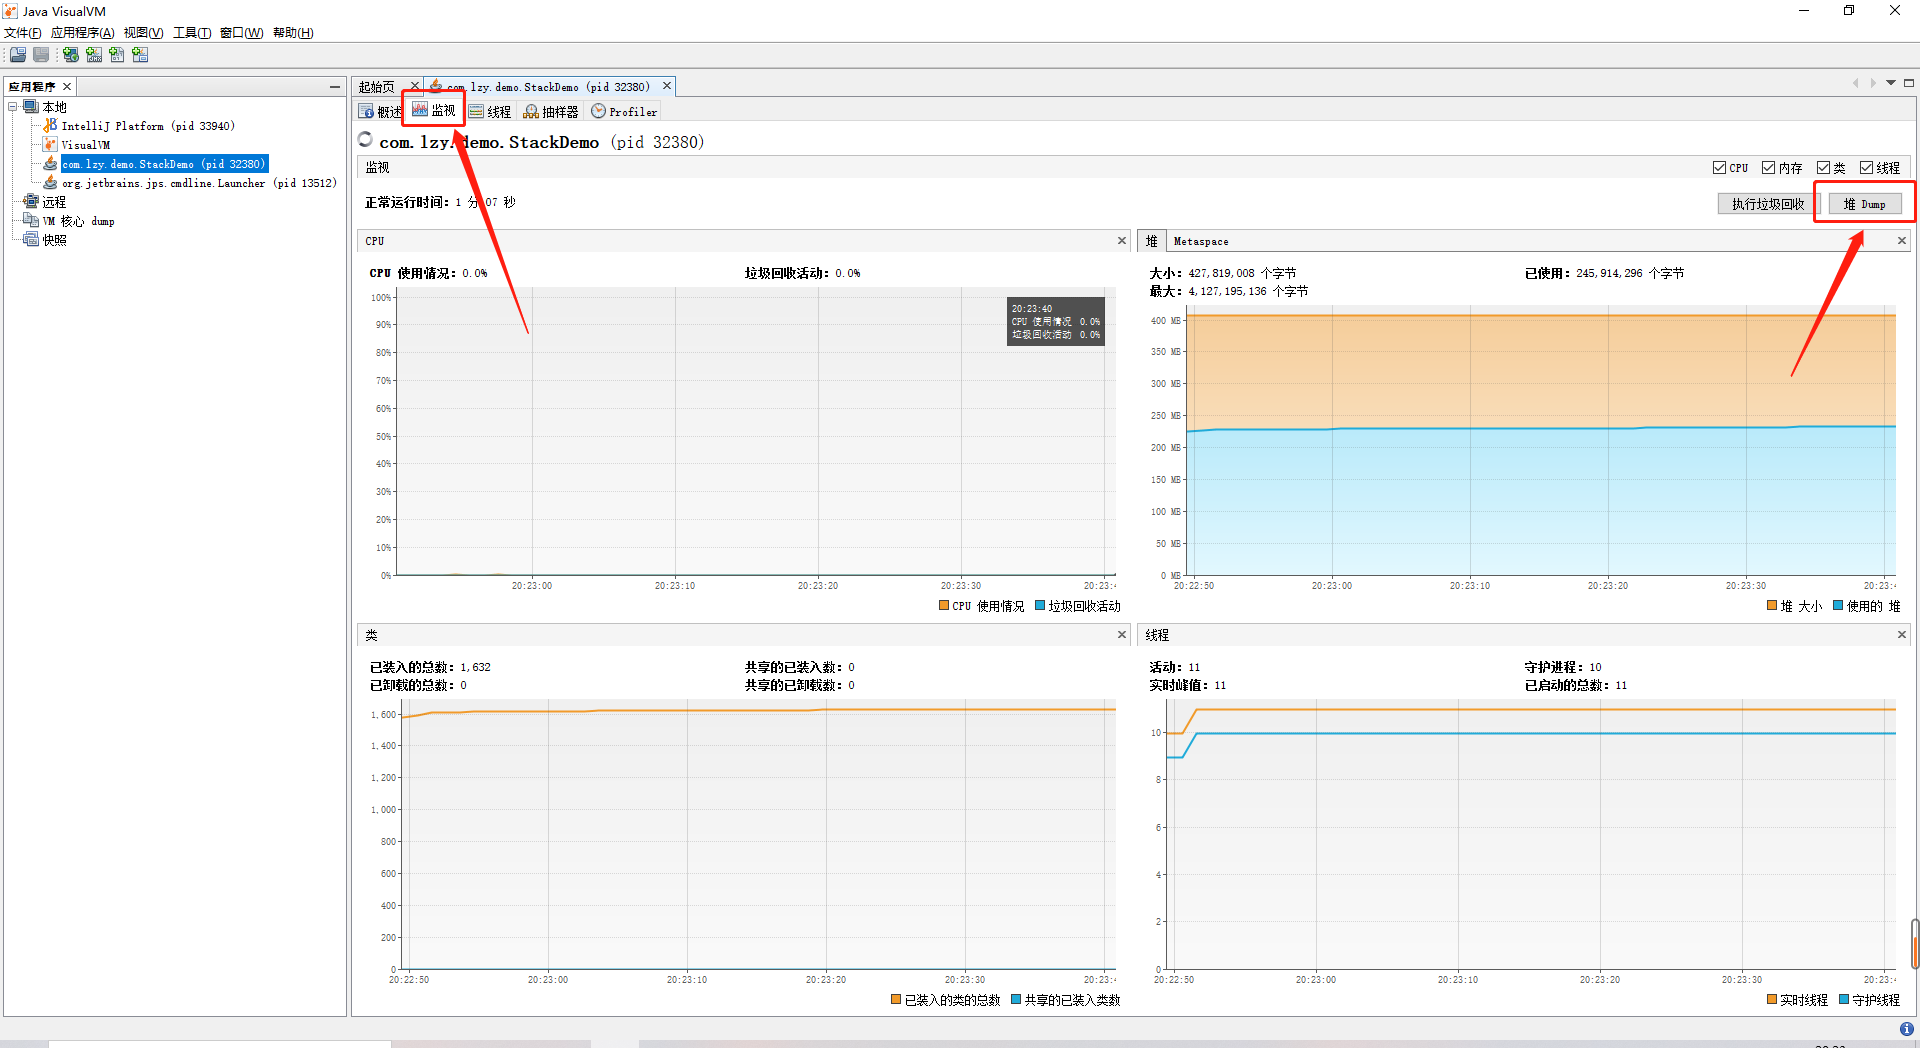 Java VisualVM
文件(F) 应用程序(A) 视图(V) 工具(T) 窗口(W) 帮助(H)
应用程序
本地
IntelliJ Platform (pid 33940)
VisualVM
com.lzy.demo.StackDemo (pid 32380)
org.jetbrains.jps.cmdline.Launcher (pid 13512)
远程
VM 核心 dump
快照
起始页 com.lzy.demo.StackDemo (pid 32380)
概述 监视 线程 抽样器 Profiler
com.lzy.demo.StackDemo (pid 32380)
监视 CPU 内存 类 线程
正常运行时间: 1 分 07 秒 执行垃圾回收 堆 Dump
CPU
CPU 使用情况: 0.0% 垃圾回收活动: 0.0%
100%
90%
80%
70%
60%
50%
40%
30%
20%
10%
0%
20:23:40
CPU 使用情况 0.0%
垃圾回收活动 0.0%
20:23:00 20:23:10 20:23:20 20:23:30
CPU 使用情况 垃圾回收活动
堆 Metaspace
大小: 427,819,008 个字节 已使用: 245,914,296 个字节
最大: 4,127,195,136 个字节
400 MB
350 MB
300 MB
250 MB
200 MB
150 MB
100 MB
50 MB
0 MB
20:22:50 20:23:00 20:23:10 20:23:20 20:23:30
堆 大小 使用的 堆
类
已装入的总数: 1,632 共享的已装入数: 0
已卸载的总数: 0 共享的已卸载数: 0
1,600
1,400
1,200
1,000
800
600
400
200
0
20:22:50 20:23:00 20:23:10 20:23:20 20:23:30
已装入的类的总数 共享的已装入类数
线程
活动: 11 守护进程: 10
实时峰值: 11 已启动的总数: 11
10
8
6
4
2
0
20:22:50 20:23:00 20:23:10 20:23:20 20:23:30
实时线程 守护线程